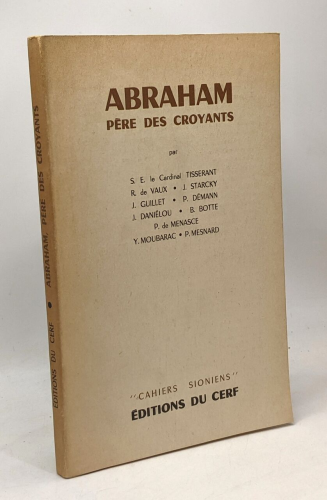 ABRAHAM
PÈRE DES CROYANTS
par
S. E. le Cardinal TISSERANT
R. de VAUX • J. STARCKY
J. GUILLET • P. DÉMANN
J. DANIÉLOU • B. BOTTE
P. de MENASCE
Y. MOUBARAC • P. MESNARD
"CAHIERS SIONIENS"
ÉDITIONS DU CERF
ÉDITIONS DU CERF • ABRAHAM, PÈRE DES CROYANTS